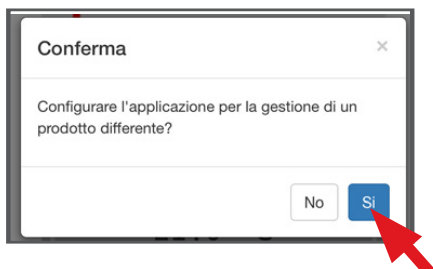 Conferma ×
Configurare l'applicazione per la gestione di un
prodotto differente?
No Si